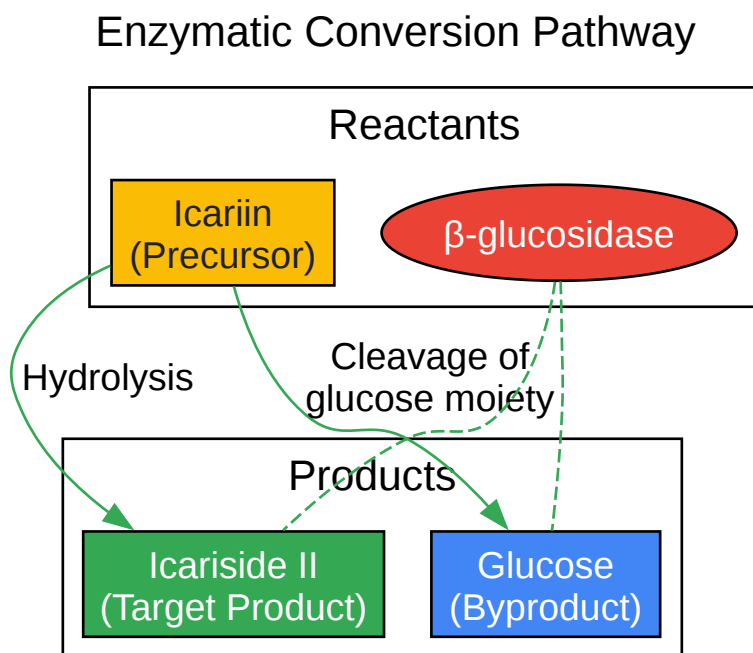 Enzymatic Conversion Pathway
Reactants
Icariin
(Precursor)
β-glucosidase
Hydrolysis
Cleavage of
glucose moiety
Products
Icariside II
(Target Product)
Glucose
(Byproduct)